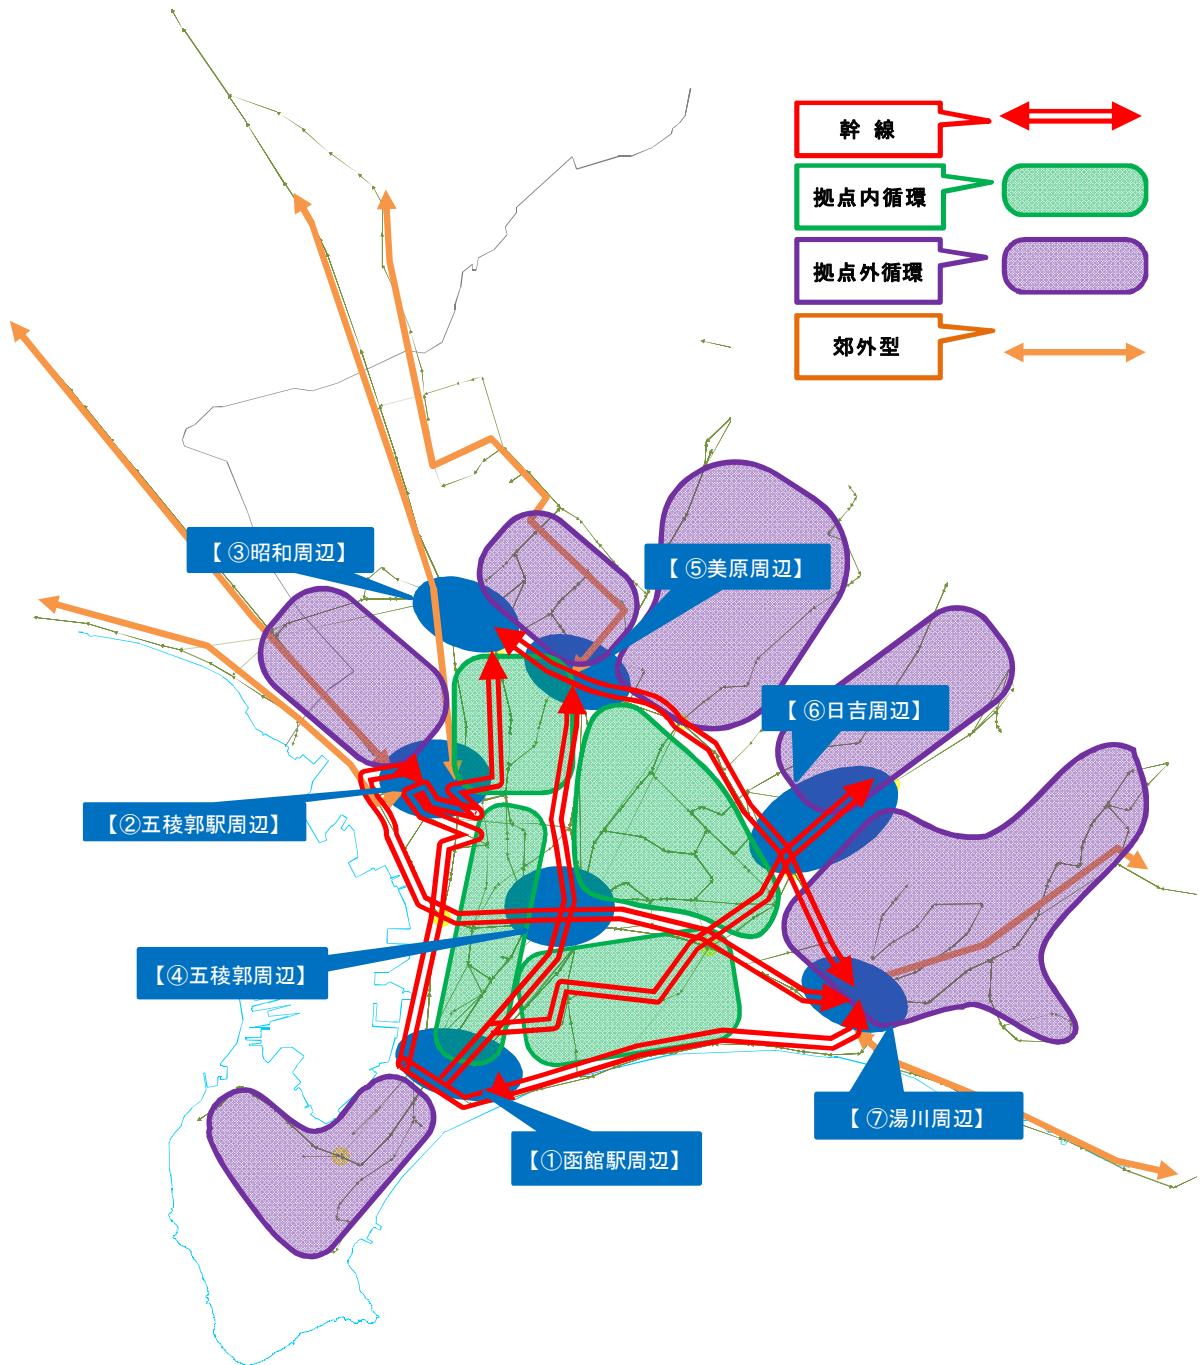 幹 線
拠点内循環
拠点外循環
郊外型
【 ③昭和周辺】
【 ⑤美原周辺】
【 ⑥日吉周辺】
【 ②五稜郭駅周辺】
【④五稜郭周辺】
【 ⑦湯川周辺】
【①函館駅周辺】